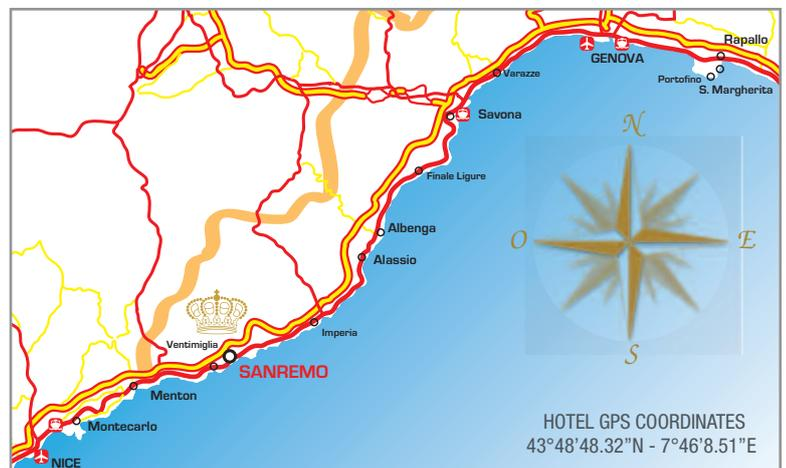 Rapallo
GENOVA
Portofino
S. Margherita
Varazze
Savona
N
Finale Ligure
Albenga
O
E
Alassio
Imperia
Ventimiglia
S
SANREMO
Menton
HOTEL GPS COORDINATES
Montecarlo
43°48'48.32”N - 7°46’8.51”E
NICE